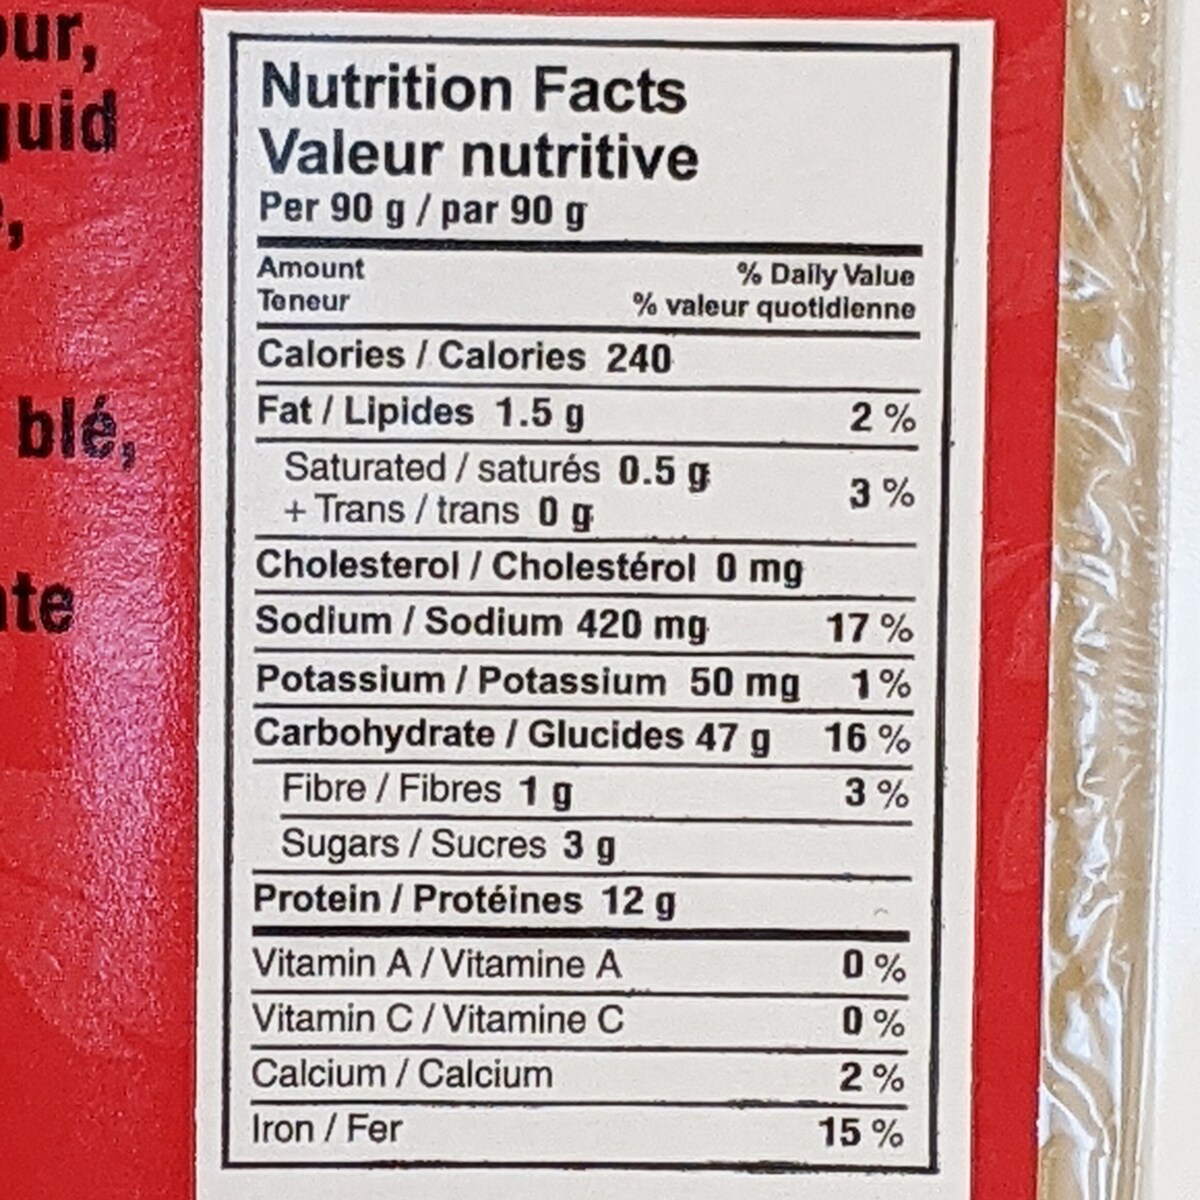 our,
quid
blé,
Nutrition Facts
Valeur nutritive
Per 90 g / par 90 g
Amount % Daily Value
Teneur % valeur quotidienne
Calories / Calories 240
Fat / Lipides 1.5 g 2 %
Saturated / saturés 0.5 g
+ Trans / trans 0 g 3 %
Cholesterol / Cholestérol 0 mg
Sodium / Sodium 420 mg 17 %
Potassium / Potassium 50 mg 1 %
Carbohydrate / Glucides 47 g 16 %
Fibre / Fibres 1 g 3 %
Sugars / Sucres 3 g
Protein / Protéines 12 g
Vitamin A / Vitamine A 0 %
Vitamin C / Vitamine C 0 %
Calcium / Calcium 2 %
Iron / Fer 15 %